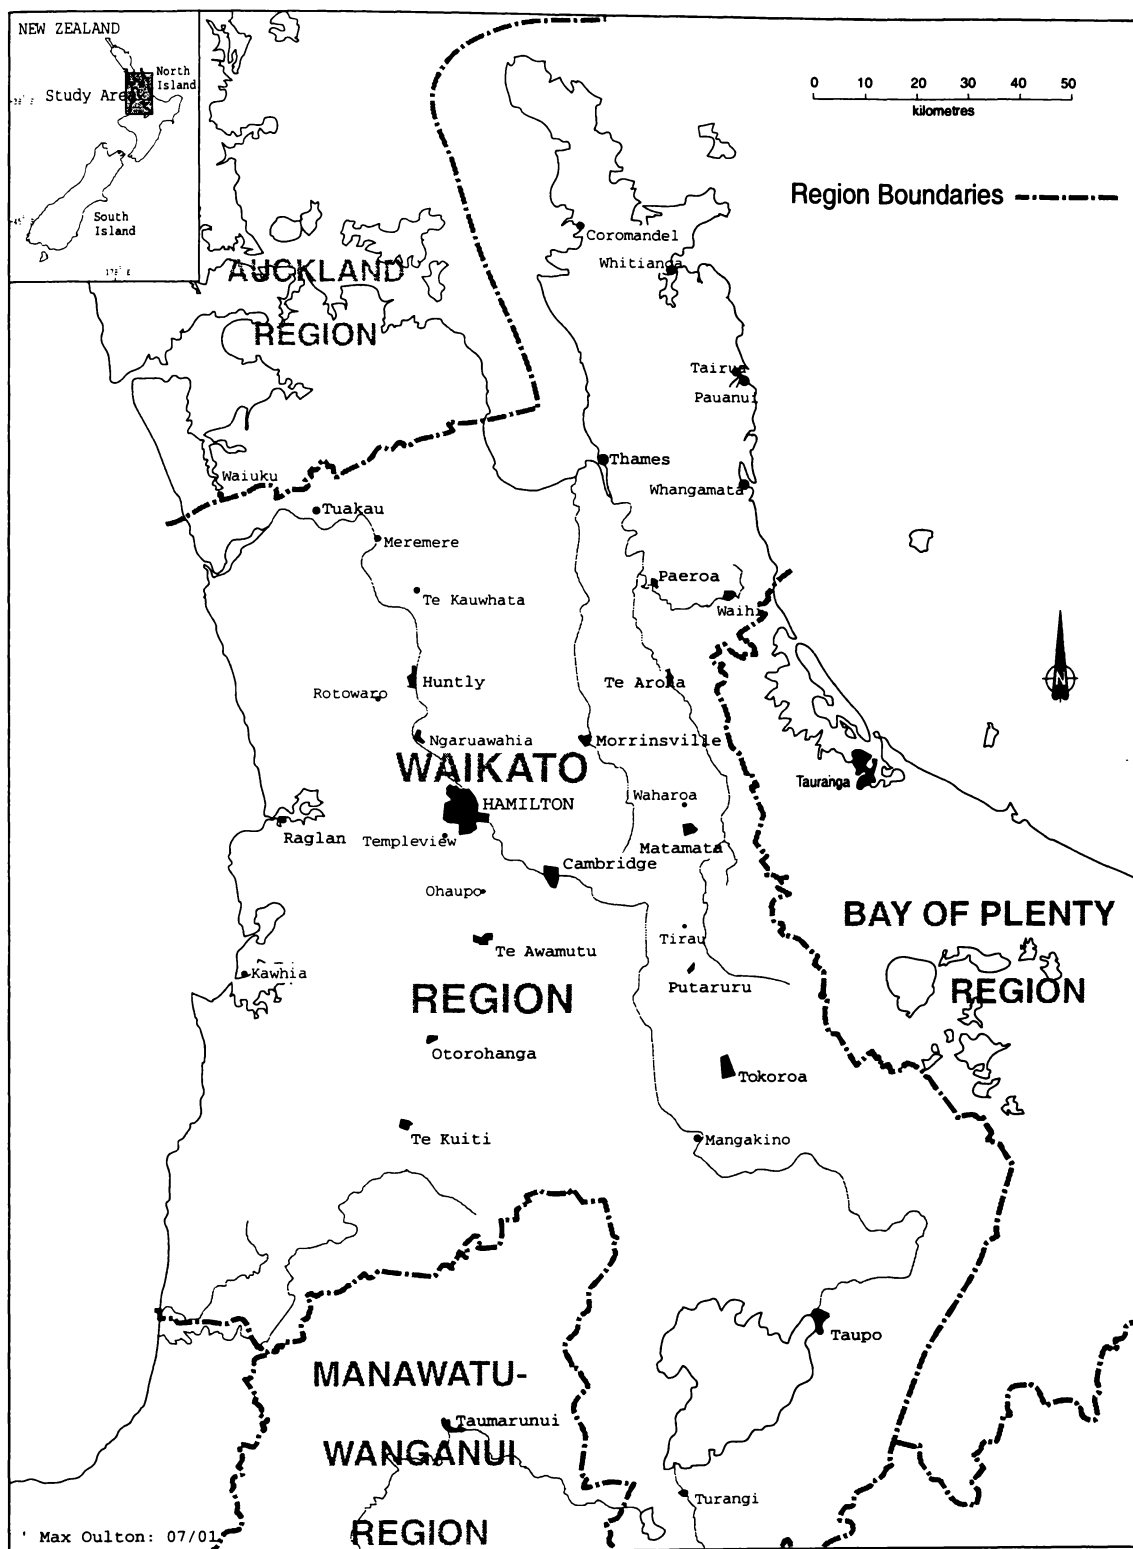 NEW ZEALAND
North
Island
Study Area
South
Island
0 10 20 30 40 50
kilometres
Region Boundaries
Coromandel
Whitianga
AUCKLAND
REGION
Tairua
Pauanui
Thames
Waiuku
Whangamata
Tuakau
Meremere
Paeroa
Te Kauwhata
Waihi
Huntly
Te Aroha
N
Rotowaro
Ngaruawahia
Morrinsville
WAIKATO
Tauranga
HAMILTON
Waharoa
Raglan
Templeview
Matamata
Cambridge
Ohaupo
BAY OF PLENTY
Tirau
Te Awamutu
Kawhia
Putaruru
REGION
REGION
Otorohanga
Tokoroa
Te Kuiti
Mangakino
Taupo
MANAWATU-
Taumarunui
WANGANUI
Turangi
REGION
' Max Oulton: 07/01